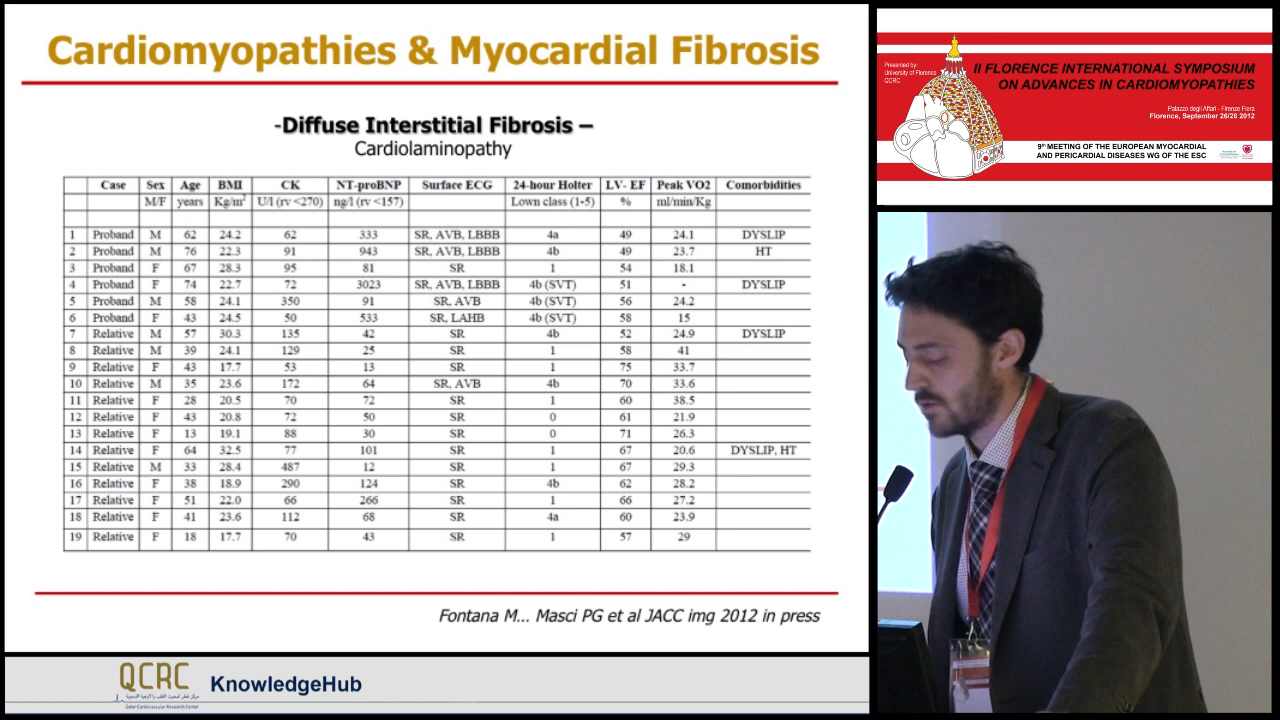 Cardiomyopathies & Myocardial Fibrosis
-Diffuse Interstitial Fibrosis –
Cardiolaminopathy
Case Sex Age BMI CK NT-proBNP Surface ECG 24-hour Holter LV- EF Peak VO2 Comorbidities
M/F years Kg/m² U/l (rv <270) ng/l (rv <157) Lown class (1-5) % ml/min/Kg
1 Proband M 62 24.2 62 333 SR, AVB, LBBB 4a 49 24.1 DYSLIP
2 Proband M 76 22.3 91 943 SR, AVB, LBBB 4b 49 23.7 HT
3 Proband F 67 28.3 95 81 SR 1 54 18.1
4 Proband F 74 22.7 72 3023 SR, AVB, LBBB 4b (SVT) 51 - DYSLIP
5 Proband M 58 24.1 350 91 SR, AVB 4b (SVT) 56 24.2
6 Proband F 43 24.5 50 533 SR, LAHB 4b (SVT) 58 15
7 Relative M 57 30.3 135 42 SR 4b 52 24.9 DYSLIP
8 Relative M 39 24.1 129 25 SR 1 58 41
9 Relative F 43 17.7 53 13 SR 1 75 33.7
10 Relative M 35 23.6 172 64 SR, AVB 4b 70 33.6
11 Relative F 28 20.5 70 72 SR 1 60 38.5
12 Relative F 43 20.8 72 50 SR 0 61 21.9
13 Relative F 13 19.1 88 30 SR 0 71 26.3
14 Relative F 64 32.5 77 101 SR 1 67 20.6 DYSLIP, HT
15 Relative M 33 28.4 487 12 SR 1 67 29.3
16 Relative F 38 18.9 290 124 SR 4b 62 28.2
17 Relative F 51 22.0 66 266 SR 1 66 27.2
18 Relative F 41 23.6 112 68 SR 4a 60 23.9
19 Relative F 18 17.7 70 43 SR 1 57 29
Fontana M... Masci PG et al JACC img 2012 in press
QCRC
Qatar Cardiovascular Research Center
KnowledgeHub
Presented by:
University of Florence
QCRC
II FLORENCE INTERNATIONAL SYMPOSIUM
ON ADVANCES IN CARDIOMYOPATHIES
Palazzo degli Affari - Firenze Fiera
Florence, September 26/28 2012
9th MEETING OF THE EUROPEAN MYOCARDIAL
AND PERICARDIAL DISEASES WG OF THE ESC